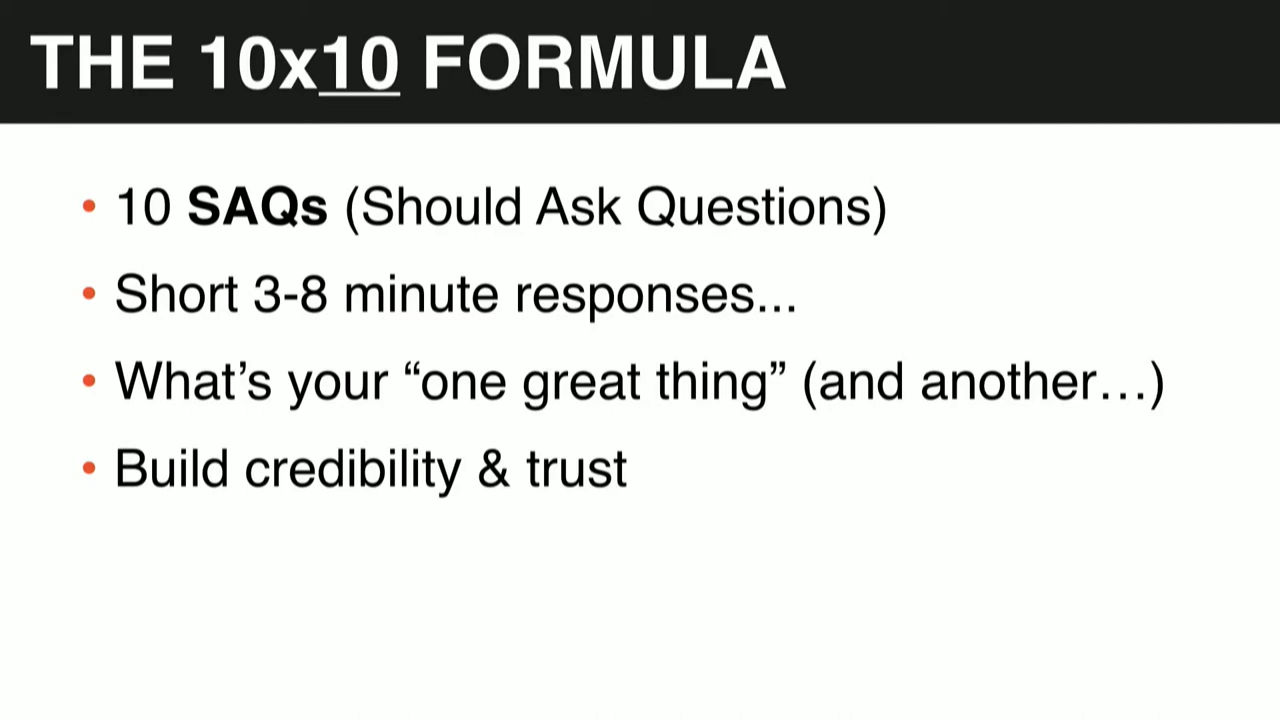 THE 10x10 FORMULA
• 10 SAQs (Should Ask Questions)
• Short 3-8 minute responses...
• What’s your “one great thing” (and another…)
• Build credibility & trust